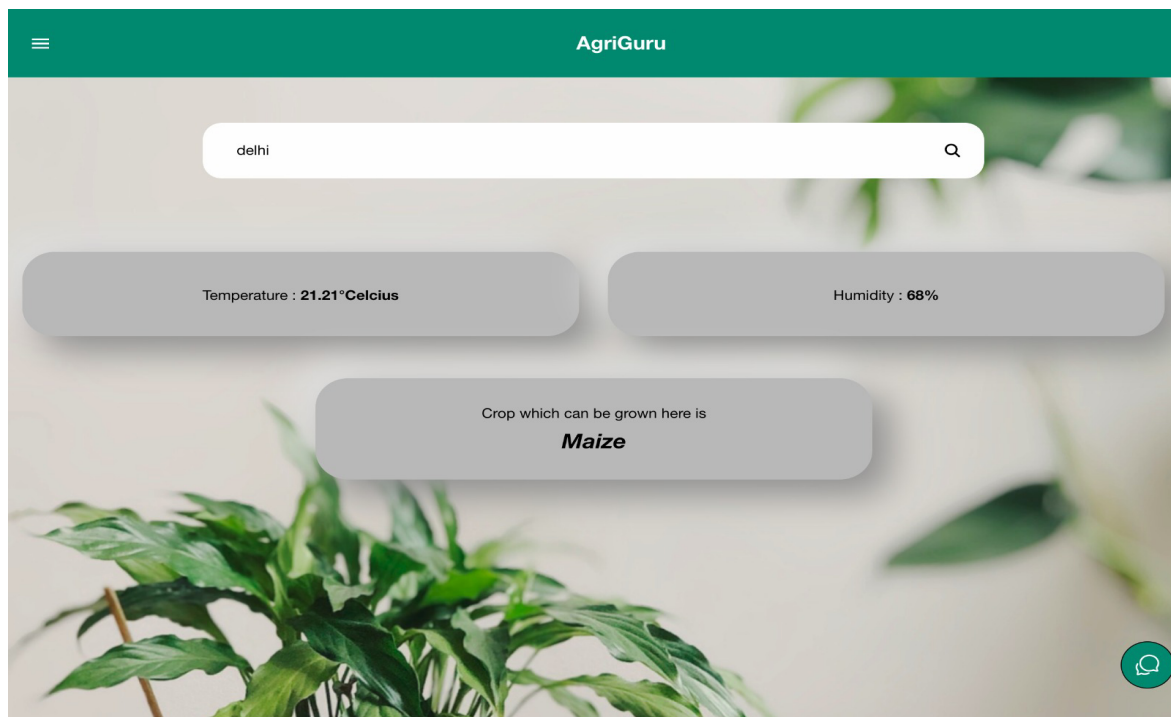 AgriGuru
delhi
Temperature : 21.21°Celcius
Humidity : 68%
Crop which can be grown here is
Maize